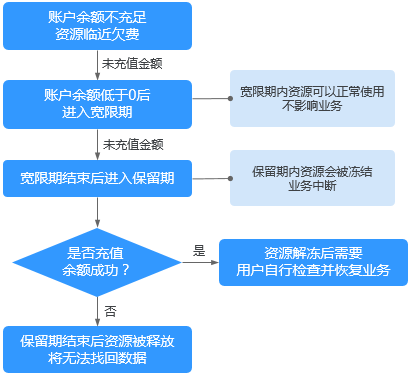 账户余额不充足
资源临近欠费
未充值金额
账户余额低于0后
进入宽限期
宽限期内资源可以正常使用
不影响业务
未充值金额
宽限期结束后进入保留期
保留期内资源会被冻结
业务中断
是否充值
余额成功？
是
资源解冻后需要
用户自行检查并恢复业务
否
保留期结束后资源被释放
将无法找回数据